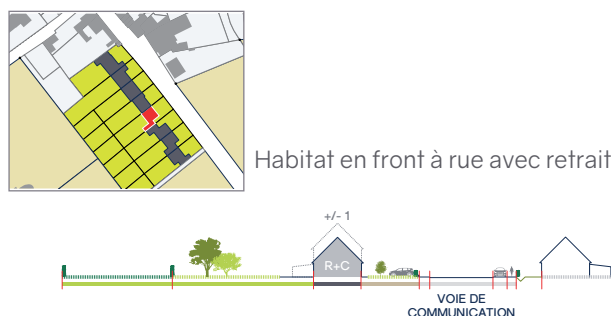 Habitat en front à rue avec retrait
+/- 1
R+C
VOIE DE
COMMUNICATION